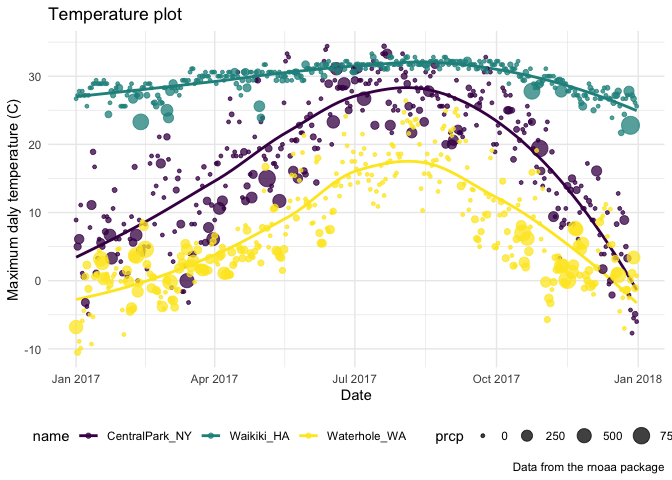 Temperature plot
Maximum daly temperature (C)
30
20
10
0
-10
Jan 2017 Apr 2017 Jul 2017 Oct 2017 Jan 2018
Date
name CentralPark_NY Waikiki_HA Waterhole_WA prcp 0 250 500 75
Data from the rnoaa package